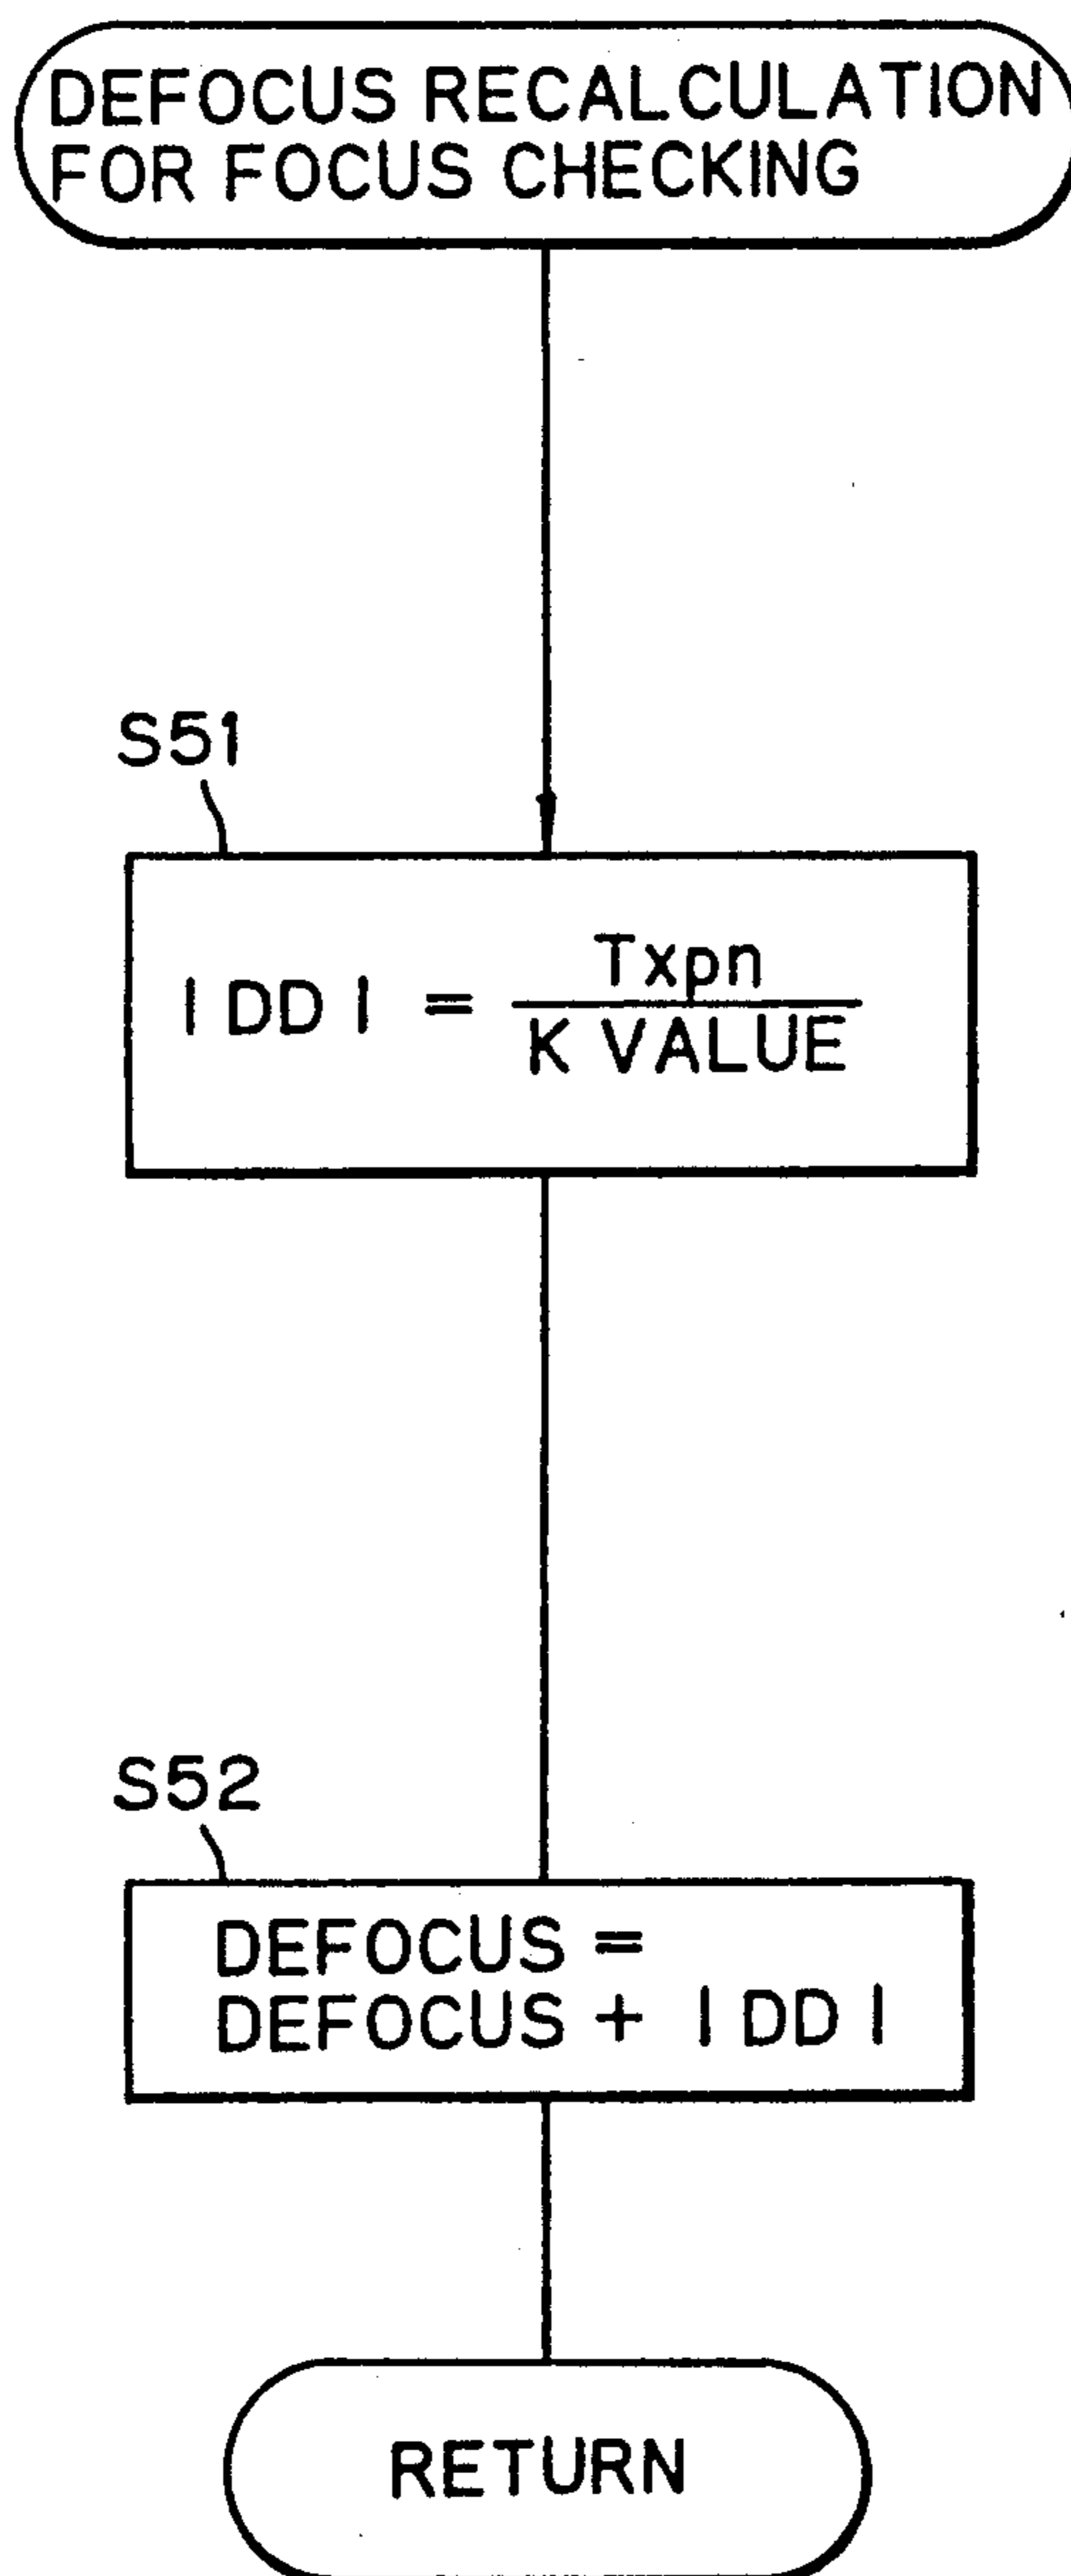 DEFOCUS RECALCULATION
FOR FOCUS CHECKING
S51
| DD | = Txpn
K VALUE
S52
DEFOCUS =
DEFOCUS + | DD |
RETURN